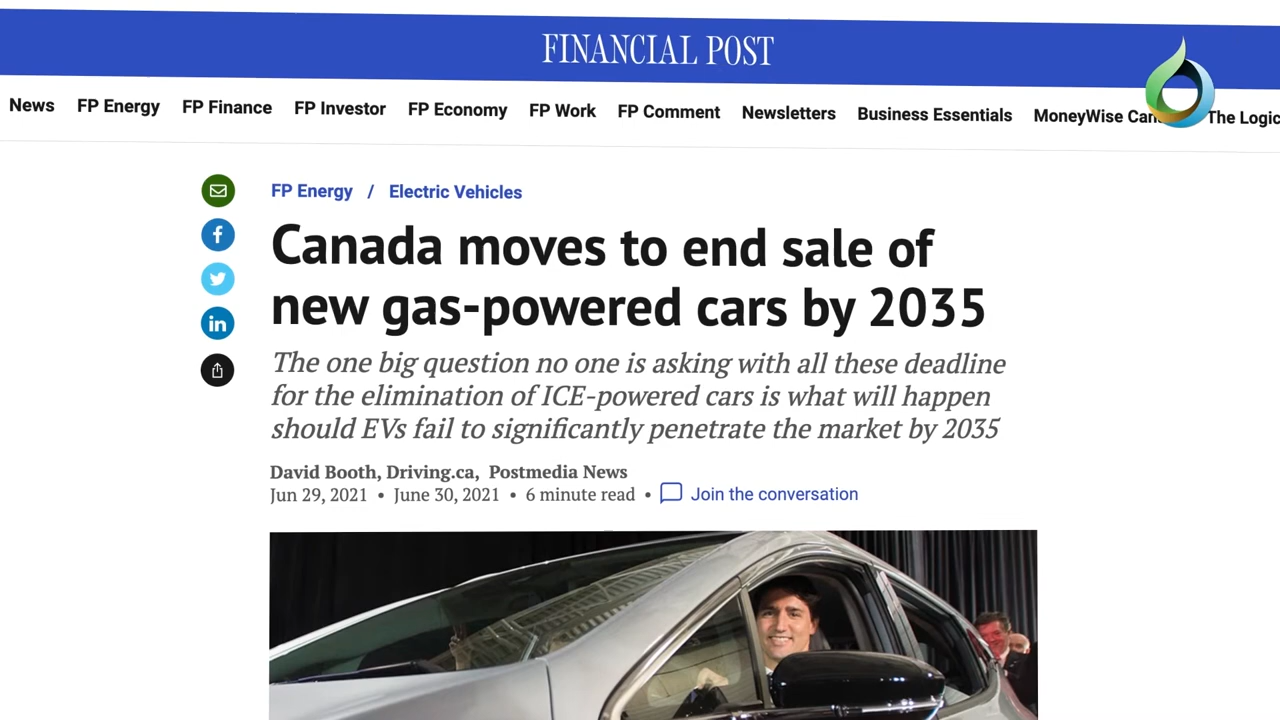 FINANCIAL POST
News FP Energy FP Finance FP Investor FP Economy FP Work FP Comment Newsletters Business Essentials MoneyWise The Logic
FP Energy / Electric Vehicles
Canada moves to end sale of
new gas-powered cars by 2035
The one big question no one is asking with all these deadline
for the elimination of ICE-powered cars is what will happen
should EVs fail to significantly penetrate the market by 2035
David Booth, Driving.ca, Postmedia News
Jun 29, 2021 • June 30, 2021 • 6 minute read • Join the conversation